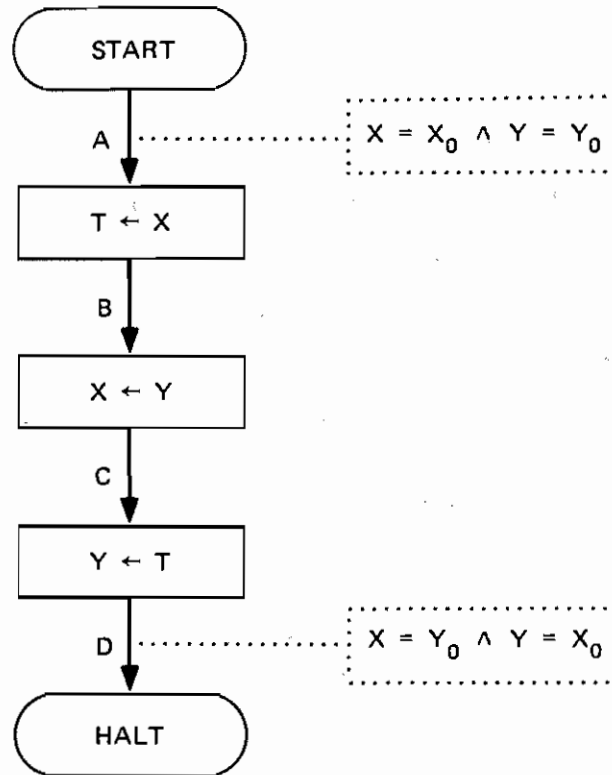 START
A
X = X₀ ∧ Y = Y₀
T ← X
B
X ← Y
C
Y ← T
D
X = Y₀ ∧ Y = X₀
HALT